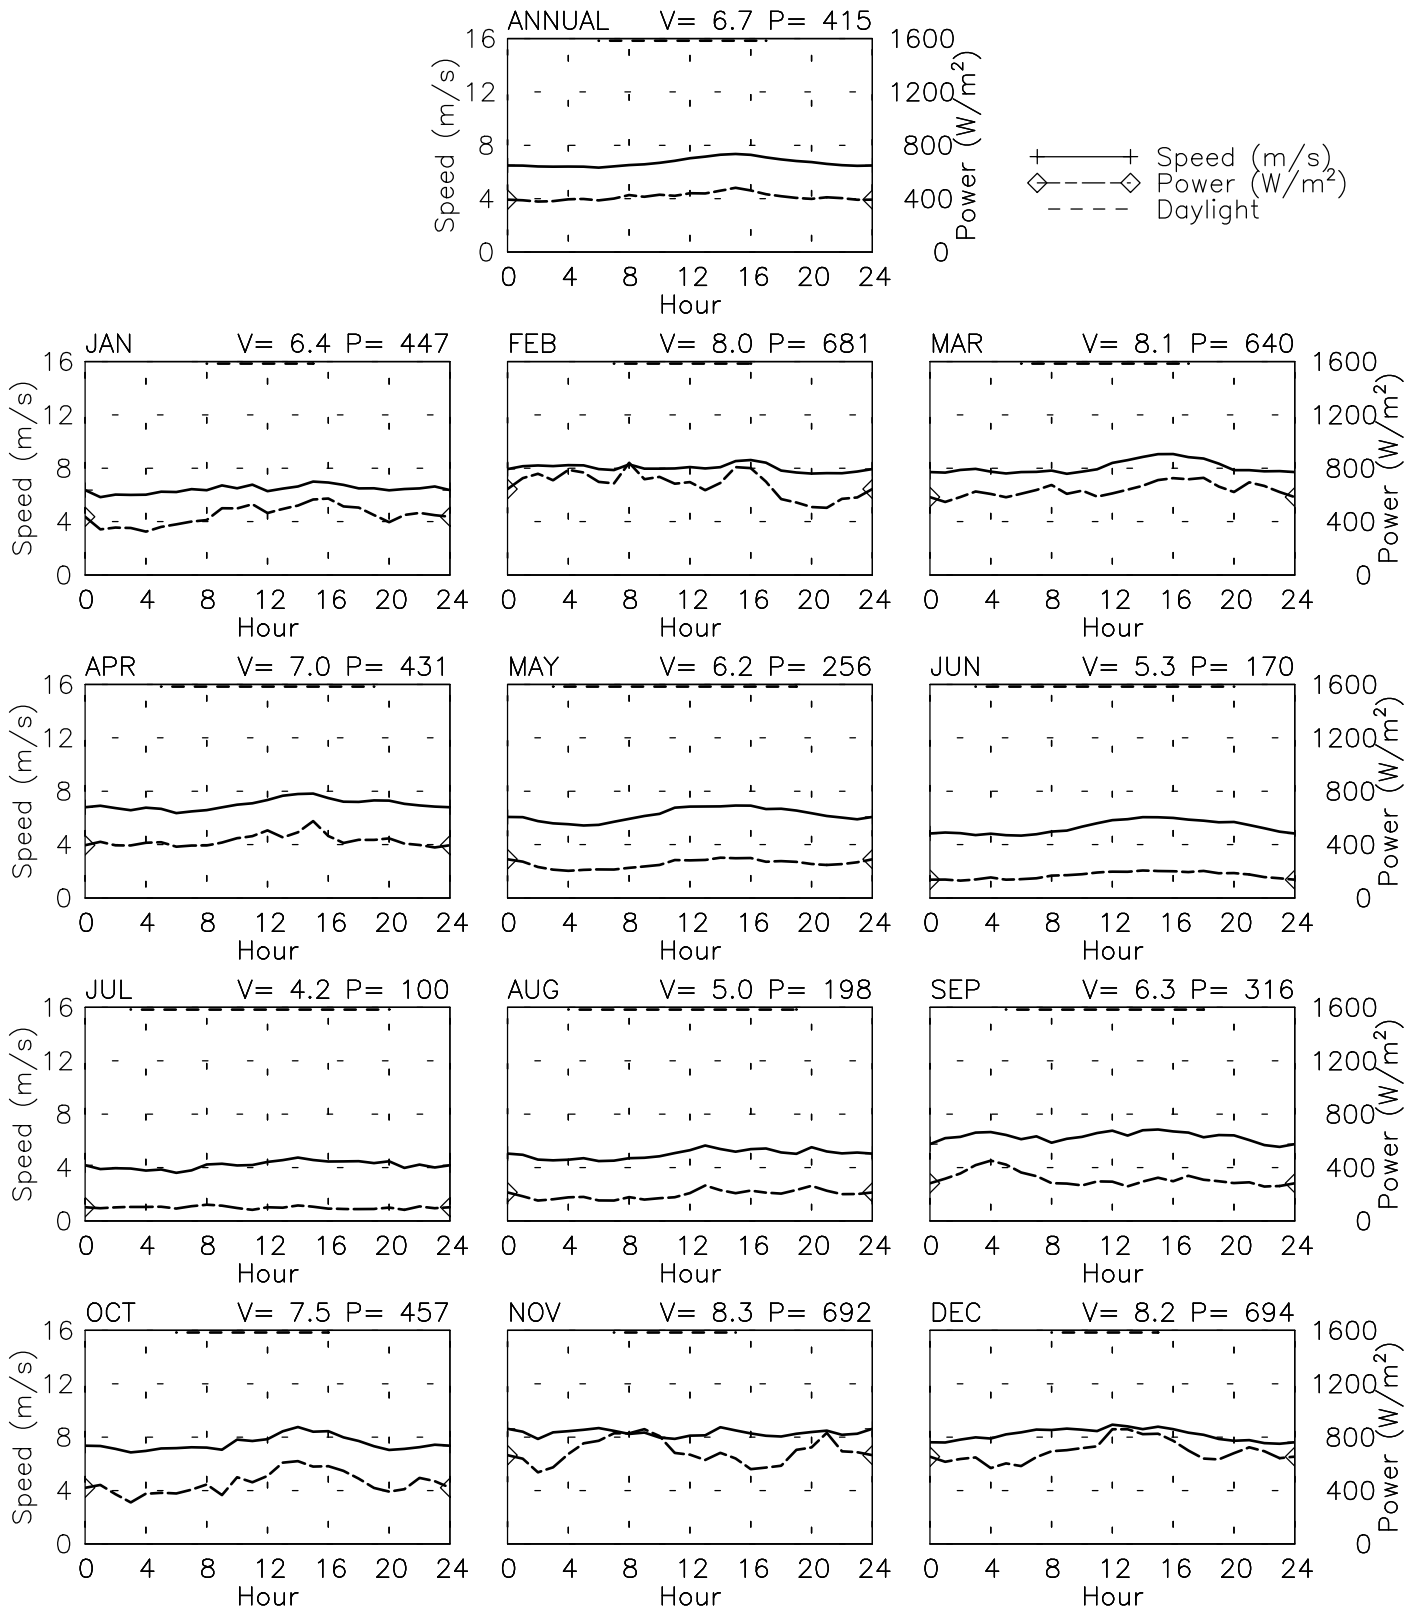 ANNUAL V= 6.7 P= 415
16 1600
12 1200
8 800
4 400
0 0
Speed (m/s)
Power (W/m²)
0 4 8 12 16 20 24
Hour
Speed (m/s)
Power (W/m²)
Daylight
JAN V= 6.4 P= 447
FEB V= 8.0 P= 681
MAR V= 8.1 P= 640
16 1600
12 1200
8 800
4 400
0 0
Speed (m/s)
Power (W/m²)
0 4 8 12 16 20 24 0 4 8 12 16 20 24 0 4 8 12 16 20 24
Hour Hour Hour
APR V= 7.0 P= 431
MAY V= 6.2 P= 256
JUN V= 5.3 P= 170
16 1600
12 1200
8 800
4 400
0 0
Speed (m/s)
Power (W/m²)
0 4 8 12 16 20 24 0 4 8 12 16 20 24 0 4 8 12 16 20 24
Hour Hour Hour
JUL V= 4.2 P= 100
AUG V= 5.0 P= 198
SEP V= 6.3 P= 316
16 1600
12 1200
8 800
4 400
0 0
Speed (m/s)
Power (W/m²)
0 4 8 12 16 20 24 0 4 8 12 16 20 24 0 4 8 12 16 20 24
Hour Hour Hour
OCT V= 7.5 P= 457
NOV V= 8.3 P= 692
DEC V= 8.2 P= 694
16 1600
12 1200
8 800
4 400
0 0
Speed (m/s)
Power (W/m²)
0 4 8 12 16 20 24 0 4 8 12 16 20 24 0 4 8 12 16 20 24
Hour Hour Hour